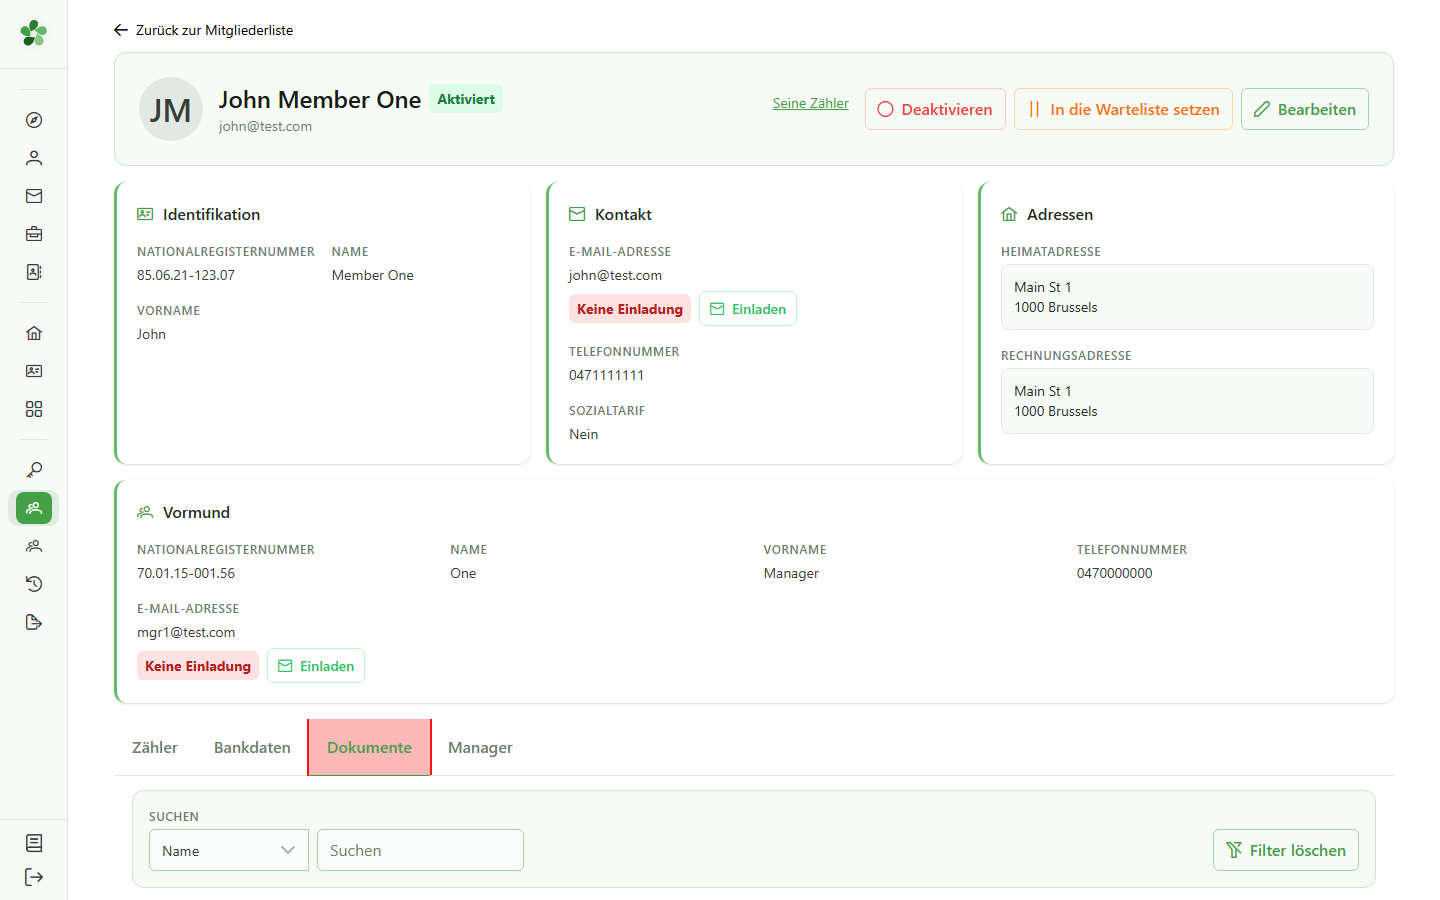 Zurück zur Mitgliederliste
JM
John Member One
Aktiviert
john@test.com
Seine Zähler
Deaktivieren
In die Warteliste setzen
Bearbeiten
Identifikation
NATIONALREGISTERNUMMER
NAME
85.06.21-123.07
Member One
VORNAME
John
Kontakt
E-MAIL-ADRESSE
john@test.com
Keine Einladung
Einladen
TELEFONNUMMER
0471111111
SOZIALTARIF
Nein
Adressen
HEIMATADRESSE
Main St 1
1000 Brussels
RECHNUNGSADRESSE
Main St 1
1000 Brussels
Vormund
NATIONALREGISTERNUMMER
NAME
VORNAME
TELEFONNUMMER
70.01.15-001.56
One
Manager
0470000000
E-MAIL-ADRESSE
mgr1@test.com
Keine Einladung
Einladen
Zähler
Bankdaten
Dokumente
Manager
SUCHEN
Name
Suchen
Filter löschen